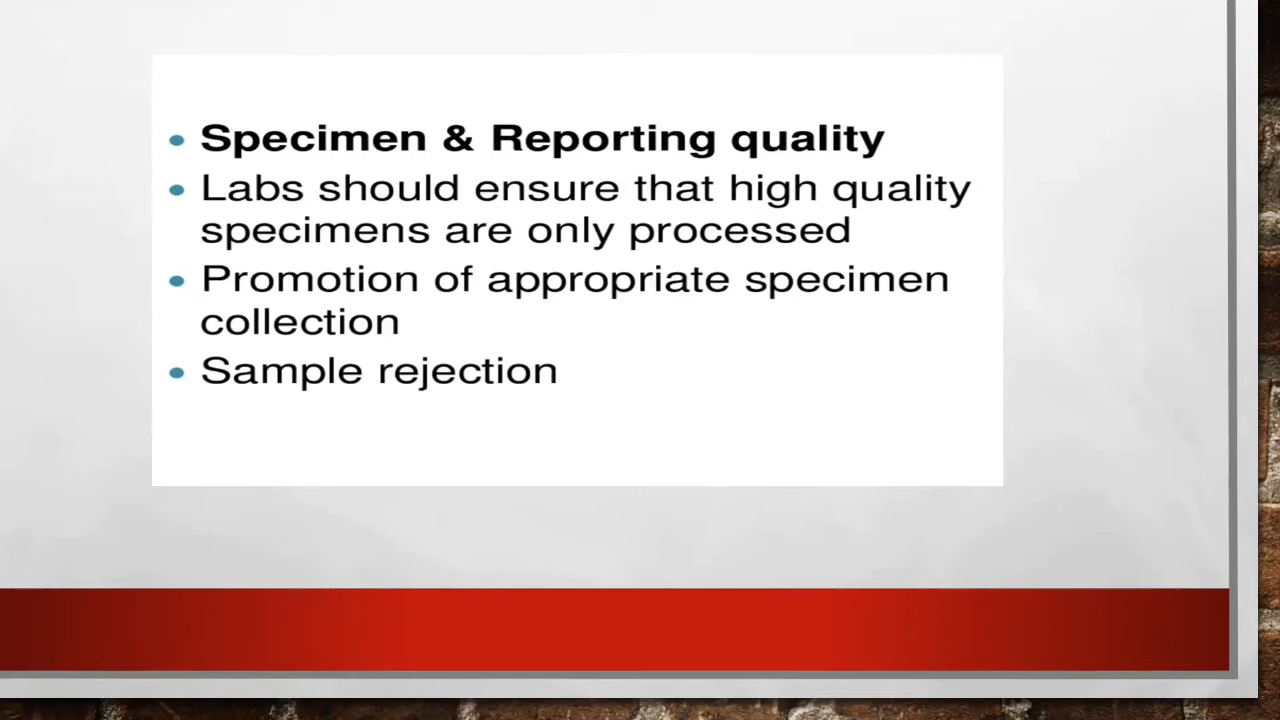 • Specimen & Reporting quality
• Labs should ensure that high quality
specimens are only processed
• Promotion of appropriate specimen
collection
• Sample rejection